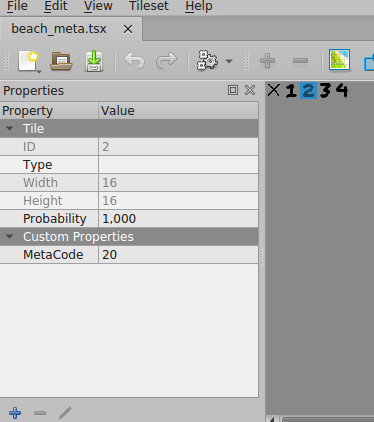 File Edit View Tileset Help
beach_meta.tsx
Properties
X 1 2 3 4
Property Value
Tile
ID 2
Type
Width 16
Height 16
Probability 1,000
Custom Properties
MetaCode 20